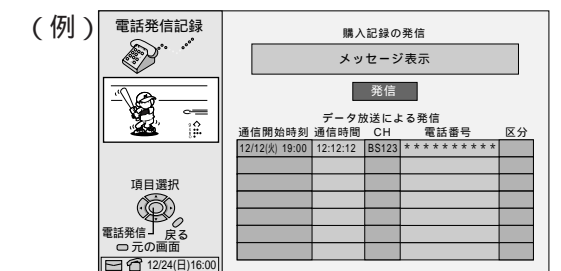 (例)
電話発信記録
項目選択
電話発信
戻る
元の画面
12/24(日)16:00
購入記録の発信
メッセージ表示
発信
データ放送による発信
通信開始時刻 通信時間 CH 電話番号 区分
12/12(火) 19:00 12:12:12 BS123 **********